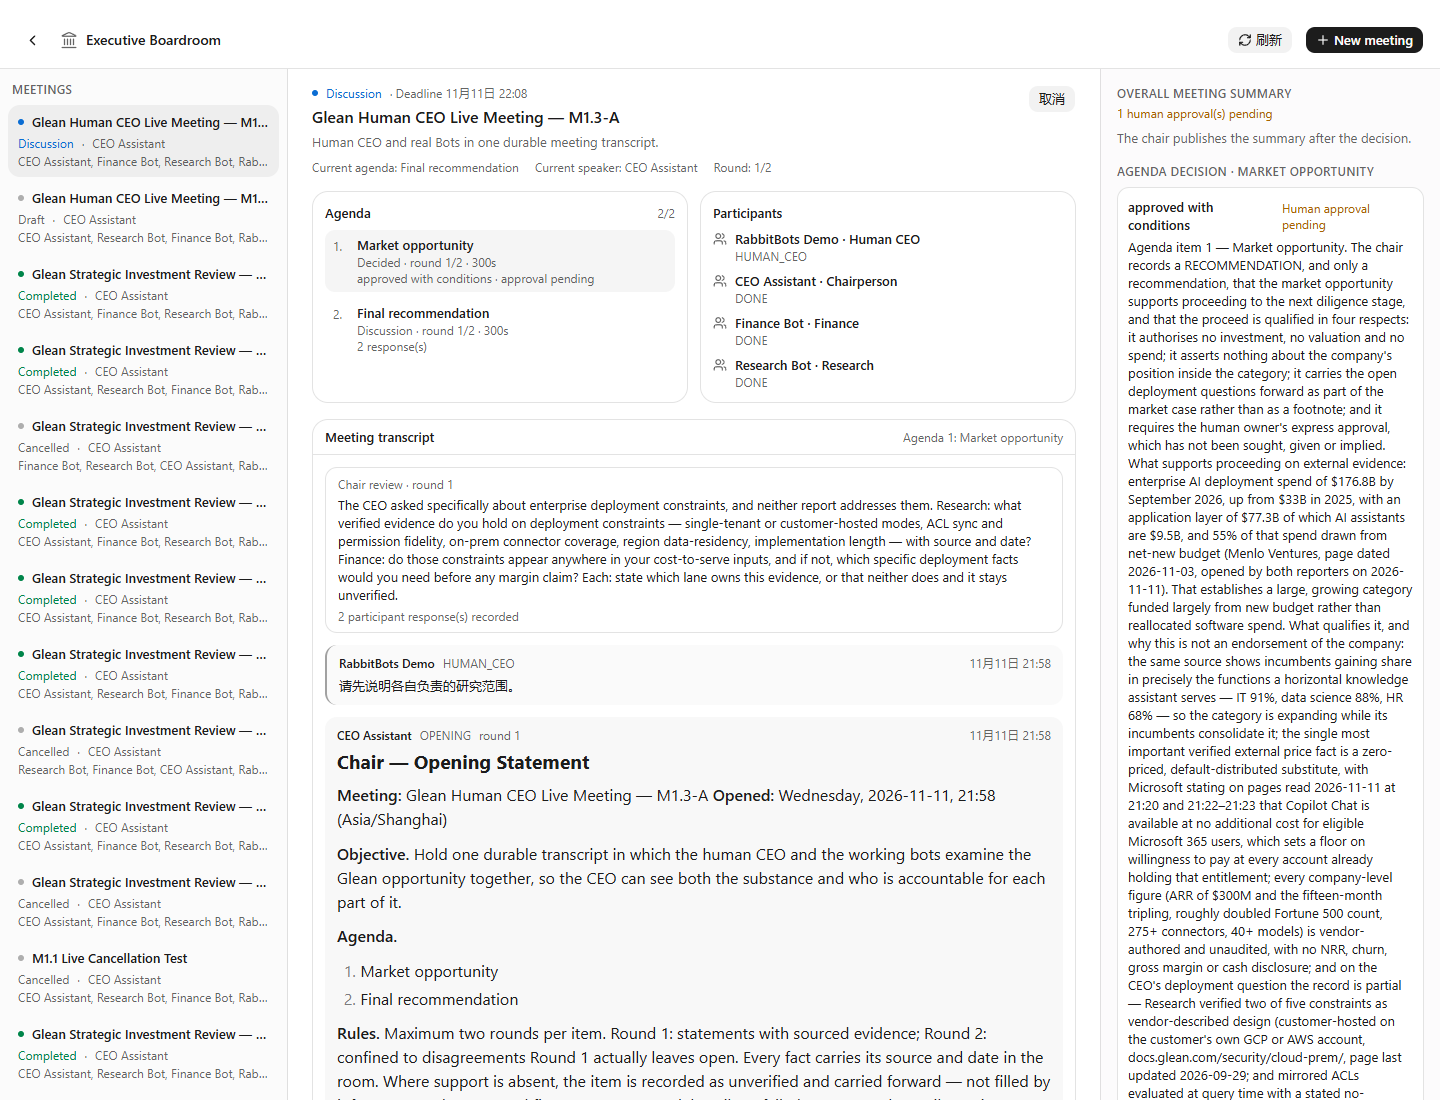 Executive Boardroom
刷新
New meeting
MEETINGS
Glean Human CEO Live Meeting — M1...
Discussion · CEO Assistant
CEO Assistant, Finance Bot, Research Bot, Rab...
Glean Human CEO Live Meeting — M1...
Draft · CEO Assistant
CEO Assistant, Research Bot, Finance Bot, Rab...
Glean Strategic Investment Review — ...
Completed · CEO Assistant
CEO Assistant, Finance Bot, Research Bot, Rab...
Glean Strategic Investment Review — ...
Completed · CEO Assistant
CEO Assistant, Research Bot, Finance Bot, Rab...
Glean Strategic Investment Review — ...
Cancelled · CEO Assistant
Finance Bot, Research Bot, CEO Assistant, Rab...
Glean Strategic Investment Review — ...
Completed · CEO Assistant
CEO Assistant, Finance Bot, Research Bot, Rab...
Glean Strategic Investment Review — ...
Completed · CEO Assistant
CEO Assistant, Finance Bot, Research Bot, Rab...
Glean Strategic Investment Review — ...
Completed · CEO Assistant
CEO Assistant, Research Bot, Finance Bot, Rab...
Glean Strategic Investment Review — ...
Cancelled · CEO Assistant
Research Bot, Finance Bot, CEO Assistant, Rab...
Glean Strategic Investment Review — ...
Completed · CEO Assistant
CEO Assistant, Finance Bot, Research Bot, Rab...
Glean Strategic Investment Review — ...
Cancelled · CEO Assistant
CEO Assistant, Finance Bot, Research Bot, Rab...
M1.1 Live Cancellation Test
Cancelled · CEO Assistant
CEO Assistant, Research Bot, Finance Bot, Rab...
Glean Strategic Investment Review — ...
Completed · CEO Assistant
CEO Assistant, Research Bot, Finance Bot, Rab...
Discussion · Deadline 11月11日 22:08
取消
Glean Human CEO Live Meeting — M1.3-A
Human CEO and real Bots in one durable meeting transcript.
Current agenda: Final recommendation Current speaker: CEO Assistant Round: 1/2
Agenda 2/2
1. Market opportunity
Decided · round 1/2 · 300s
approved with conditions · approval pending
2. Final recommendation
Discussion · round 1/2 · 300s
2 response(s)
Participants
RabbitBots Demo · Human CEO
HUMAN_CEO
CEO Assistant · Chairperson
DONE
Finance Bot · Finance
DONE
Research Bot · Research
DONE
Meeting transcript Agenda 1: Market opportunity
Chair review · round 1
The CEO asked specifically about enterprise deployment constraints, and neither report addresses them. Research: what
verified evidence do you hold on deployment constraints — single-tenant or customer-hosted modes, ACL sync and
permission fidelity, on-prem connector coverage, region data-residency, implementation length — with source and date?
Finance: do those constraints appear anywhere in your cost-to-serve inputs, and if not, which specific deployment facts
would you need before any margin claim? Each: state which lane owns this evidence, or that neither does and it stays
unverified.
2 participant response(s) recorded
RabbitBots Demo HUMAN_CEO 11月11日 21:58
请先说明各自负责的研究范围。
CEO Assistant OPENING round 1 11月11日 21:58
Chair — Opening Statement
Meeting: Glean Human CEO Live Meeting — M1.3-A Opened: Wednesday, 2026-11-11, 21:58
(Asia/Shanghai)
Objective. Hold one durable transcript in which the human CEO and the working bots examine the
Glean opportunity together, so the CEO can see both the substance and who is accountable for each
part of it.
Agenda.
1. Market opportunity
2. Final recommendation
Rules. Maximum two rounds per item. Round 1: statements with sourced evidence; Round 2:
confined to disagreements Round 1 actually leaves open. Every fact carries its source and date in the
room. Where support is absent, the item is recorded as unverified and carried forward — not filled by
OVERALL MEETING SUMMARY
1 human approval(s) pending
The chair publishes the summary after the decision.
AGENDA DECISION · MARKET OPPORTUNITY
approved with
conditions
Human approval
pending
Agenda item 1 — Market opportunity. The chair
records a RECOMMENDATION, and only a
recommendation, that the market opportunity
supports proceeding to the next diligence stage,
and that the proceed is qualified in four respects:
it authorises no investment, no valuation and no
spend; it asserts nothing about the company's
position inside the category; it carries the open
deployment questions forward as part of the
market case rather than as a footnote; and it
requires the human owner's express approval,
which has not been sought, given or implied.
What supports proceeding on external evidence:
enterprise AI deployment spend of $176.8B by
September 2026, up from $33B in 2025, with an
application layer of $77.3B of which AI assistants
are $9.5B, and 55% of that spend drawn from
net-new budget (Menlo Ventures, page dated
2026-11-03, opened by both reporters on 2026-
11-11). That establishes a large, growing category
funded largely from new budget rather than
reallocated software spend. What qualifies it, and
why this is not an endorsement of the company:
the same source shows incumbents gaining share
in precisely the functions a horizontal knowledge
assistant serves — IT 91%, data science 88%, HR
68% — so the category is expanding while its
incumbents consolidate it; the single most
important verified external price fact is a zero-
priced, default-distributed substitute, with
Microsoft stating on pages read 2026-11-11 at
21:20 and 21:22–21:23 that Copilot Chat is
available at no additional cost for eligible
Microsoft 365 users, which sets a floor on
willingness to pay at every account already
holding that entitlement; every company-level
figure (ARR of $300M and the fifteen-month
tripling, roughly doubled Fortune 500 count,
275+ connectors, 40+ models) is vendor-
authored and unaudited, with no NRR, churn,
gross margin or cash disclosure; and on the
CEO's deployment question the record is partial
— Research verified two of five constraints as
vendor-described design (customer-hosted on
the customer's own GCP or AWS account,
docs.glean.com/security/cloud-prem/, page last
updated 2026-09-29; and mirrored ACLs
evaluated at query time with a stated no-